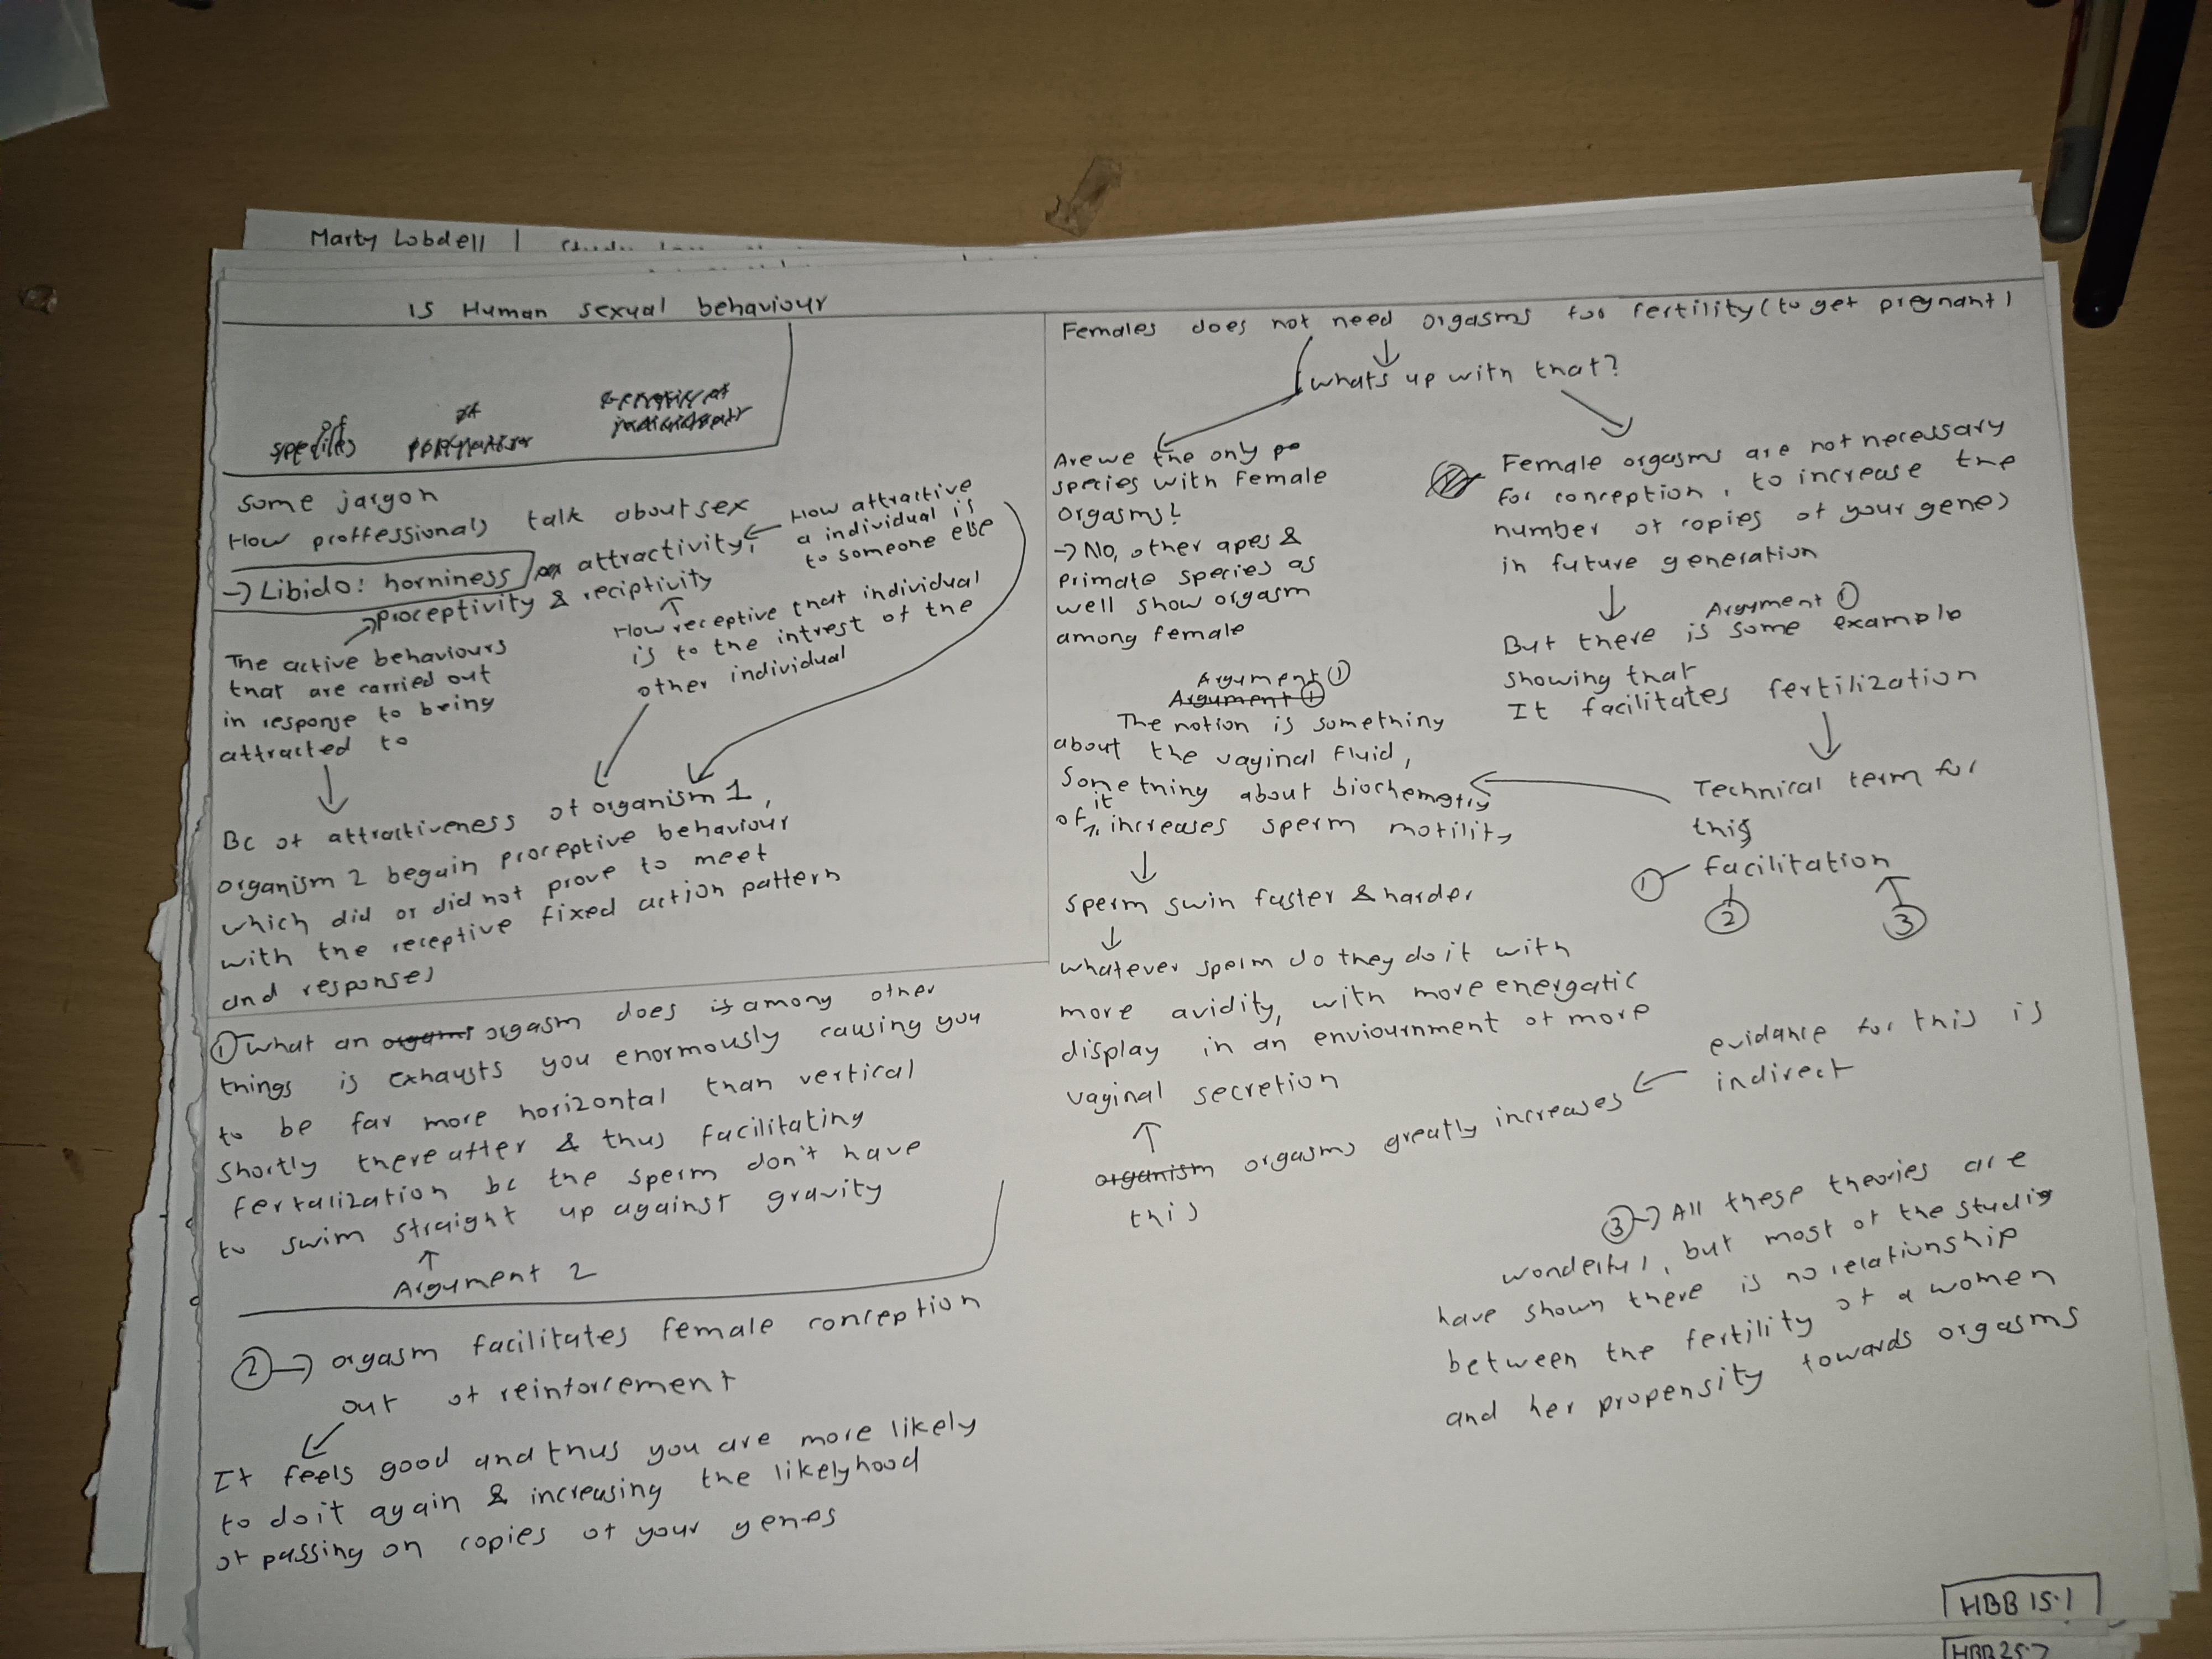 Marty Lobdell |
15 Human sexual behaviour
some jargon
How proffessionals talk about sex
→ Libido: horniness
attractivity,
← How attractive
a individual is
to someone else
proceptivity & reciptivity
The active behaviours
that are carried out
in response to being
attracted to
How receptive that individual
is to the intrest of the
other individual
Bc of attractiveness of organism 1,
organism 2 beguin proceptive behaviour
which did or did not prove to meet
with the receptive fixed action pattern
and responses
① What an orgasm does is among other
things is exhausts you enormously causing you
to be far more horizontal than vertical
shortly thereafter & thus facilitating
fertalization bc the sperm don't have
to swim straight up against gravity
↑
Argument 2
② → orgasm facilitates female conception
out of reinforcement
It feels good and thus you are more likely
to do it again & increasing the likelyhood
of passing on copies of your genes
Females does not need orgasms for fertility (to get pregnant)
whats up with that?
Are we the only
species with female
orgasms?
→ No, other apes &
primate species as
well show orgasm
among female
Female orgasms are not necessary
for conception, to increase the
number of copies of your genes
in future generation
↓
Argument ①
But there is some example
showing that
It facilitates fertilization
↓
Technical term for
this
① facilitation
② ③
Argument ①
Argument ①
The notion is something
about the vaginal fluid,
Something about biochemstry
of it increases sperm motility
↓
sperm swin faster & harder
↓
whatever sperm do they do it with
more avidity, with more energatic
display in an enviournment of more
vaginal secretion
↑
organism orgasms greatly increases
this
← evidance for this is
indirect
③ → All these theories are
wonderful, but most of the studies
have shown there is no relationship
between the fertility of a women
and her propensity towards orgasms
HBB 15.1
HBB 25.7